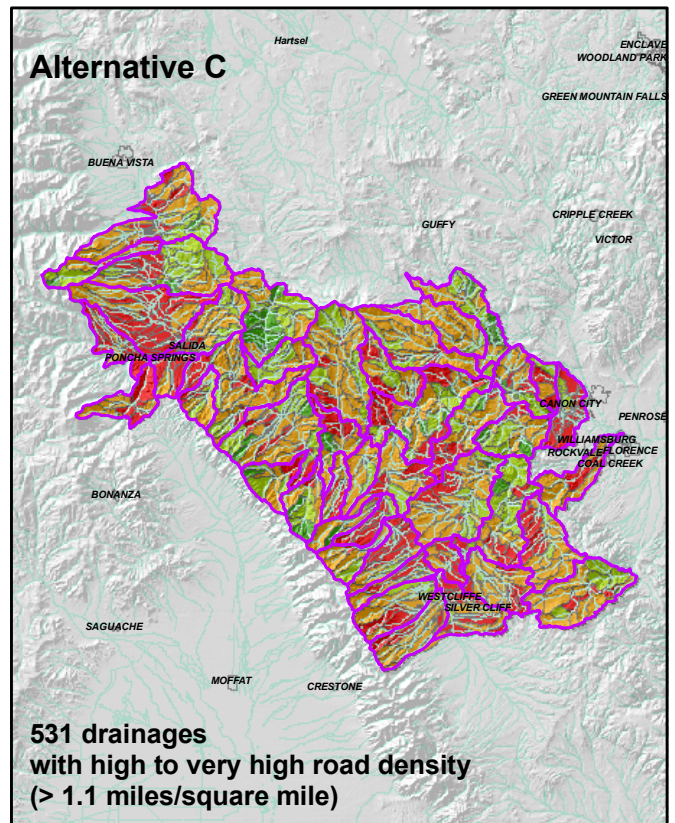 Hartsel
ENCLAVE
WOODLAND PARK
Alternative C
GREEN MOUNTAIN FALLS
BUENA VISTA
CRIPPLE CREEK
GUFFY
VICTOR
SALIDA
PONCHA SPRINGS
CANON CITY
PENROSE
WILLIAMSBURG
ROCKVALE FLORENCE
COAL CREEK
BONANZA
WESTCLIFFE
SILVER CLIFF
SAGUACHE
MOFFAT
CRESTONE
531 drainages
with high to very high road density
(> 1.1 miles/square mile)